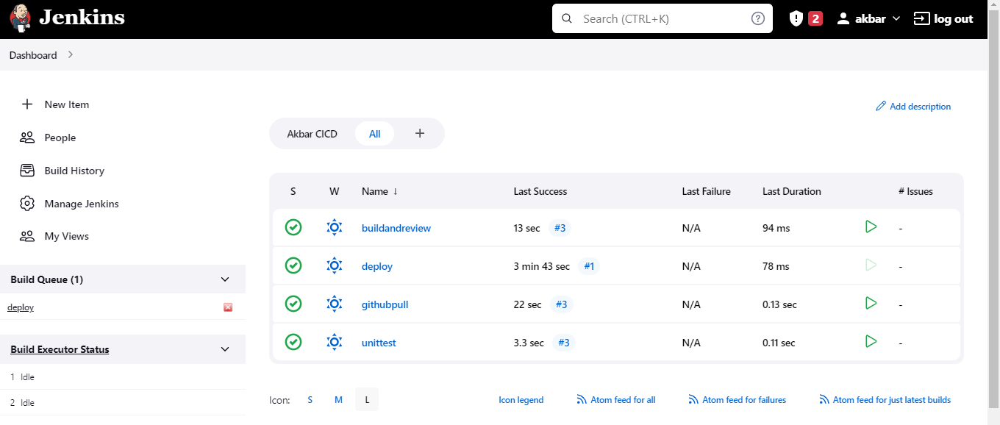 Jenkins
Search (CTRL+K)
2
akbar
log out
Dashboard
New Item
People
Build History
Manage Jenkins
My Views
Build Queue (1)
deploy
Build Executor Status
1 Idle
2 Idle
Add description
Akbar CICD All +
S W Name ↓ Last Success Last Failure Last Duration # Issues
buildandreview 13 sec #3 N/A 94 ms -
deploy 3 min 43 sec #1 N/A 78 ms -
githubpull 22 sec #3 N/A 0.13 sec -
unittest 3.3 sec #3 N/A 0.11 sec -
Icon: S M L
Icon legend
Atom feed for all
Atom feed for failures
Atom feed for just latest builds